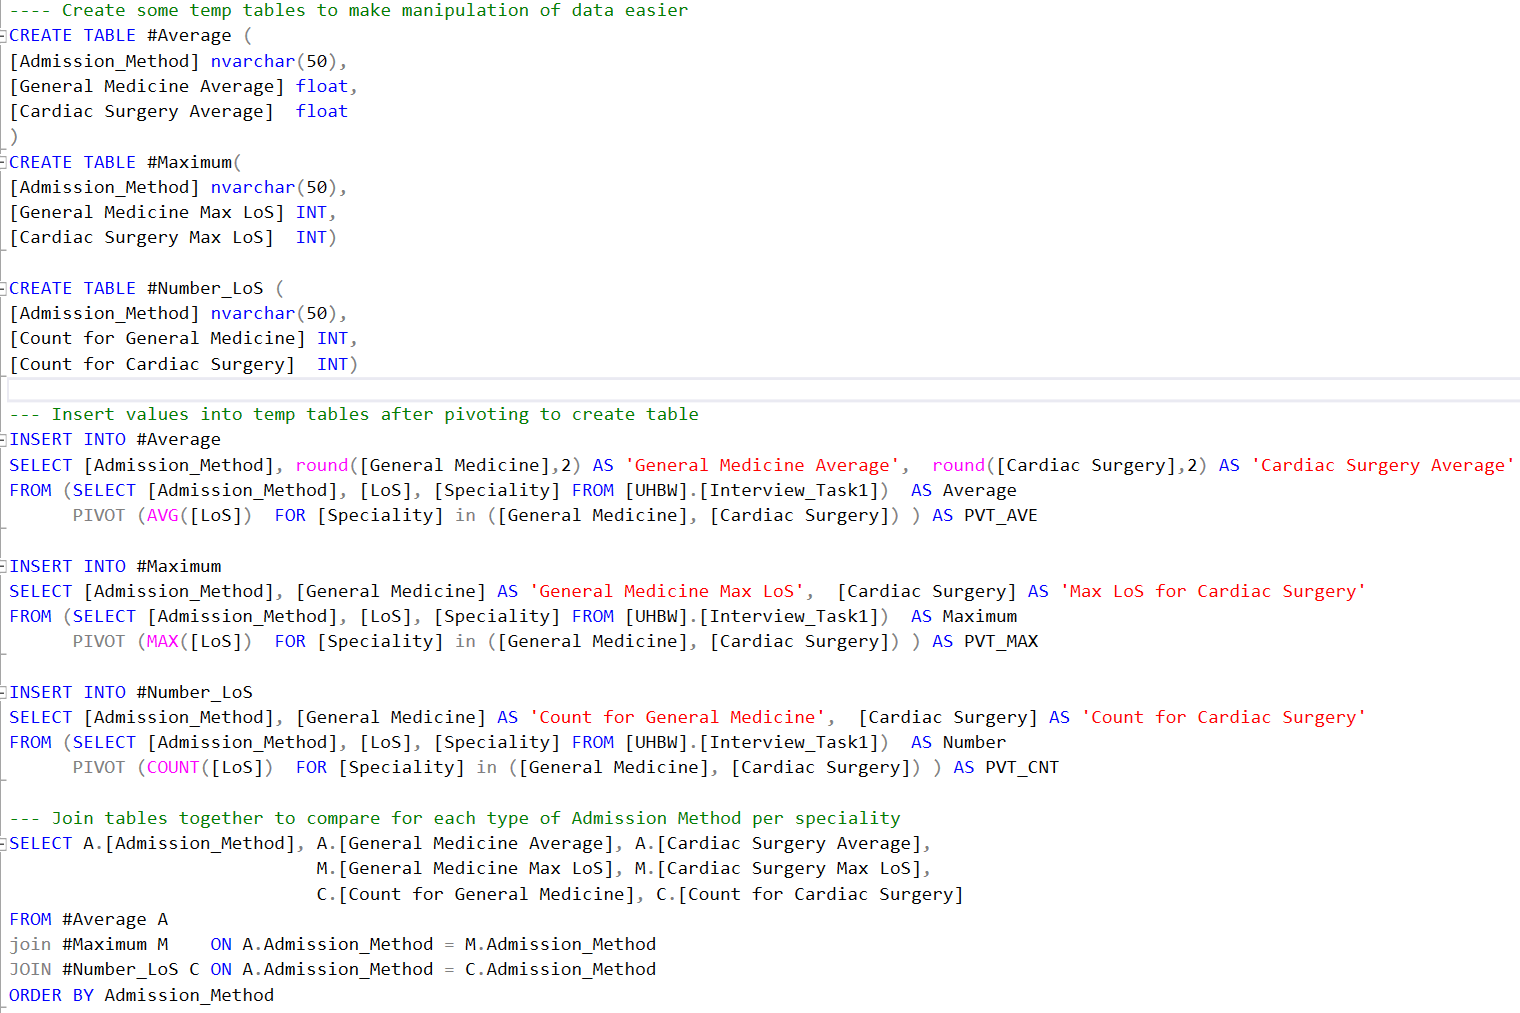 ---- Create some temp tables to make manipulation of data easier
CREATE TABLE #Average (
[Admission_Method] nvarchar(50),
[General Medicine Average] float,
[Cardiac Surgery Average]  float
)
CREATE TABLE #Maximum(
[Admission_Method] nvarchar(50),
[General Medicine Max LoS] INT,
[Cardiac Surgery Max LoS]  INT)
CREATE TABLE #Number_LoS (
[Admission_Method] nvarchar(50),
[Count for General Medicine] INT,
[Count for Cardiac Surgery]  INT)
--- Insert values into temp tables after pivoting to create table
INSERT INTO #Average
SELECT [Admission_Method], round([General Medicine],2) AS 'General Medicine Average',  round([Cardiac Surgery],2) AS 'Cardiac Surgery Average'
FROM (SELECT [Admission_Method], [LoS], [Speciality] FROM [UHBW].[Interview_Task1])  AS Average
      PIVOT (AVG([LoS])  FOR [Speciality] in ([General Medicine], [Cardiac Surgery]) ) AS PVT_AVE
INSERT INTO #Maximum
SELECT [Admission_Method], [General Medicine] AS 'General Medicine Max LoS',  [Cardiac Surgery] AS 'Max LoS for Cardiac Surgery'
FROM (SELECT [Admission_Method], [LoS], [Speciality] FROM [UHBW].[Interview_Task1])  AS Maximum
      PIVOT (MAX([LoS])  FOR [Speciality] in ([General Medicine], [Cardiac Surgery]) ) AS PVT_MAX
INSERT INTO #Number_LoS
SELECT [Admission_Method], [General Medicine] AS 'Count for General Medicine',  [Cardiac Surgery] AS 'Count for Cardiac Surgery'
FROM (SELECT [Admission_Method], [LoS], [Speciality] FROM [UHBW].[Interview_Task1])  AS Number
      PIVOT (COUNT([LoS])  FOR [Speciality] in ([General Medicine], [Cardiac Surgery]) ) AS PVT_CNT
--- Join tables together to compare for each type of Admission Method per speciality
SELECT A.[Admission_Method], A.[General Medicine Average], A.[Cardiac Surgery Average],
                             M.[General Medicine Max LoS], M.[Cardiac Surgery Max LoS],
                             C.[Count for General Medicine], C.[Count for Cardiac Surgery]
FROM #Average A
join #Maximum M    ON A.Admission_Method = M.Admission_Method
JOIN #Number_LoS C ON A.Admission_Method = C.Admission_Method
ORDER BY Admission_Method